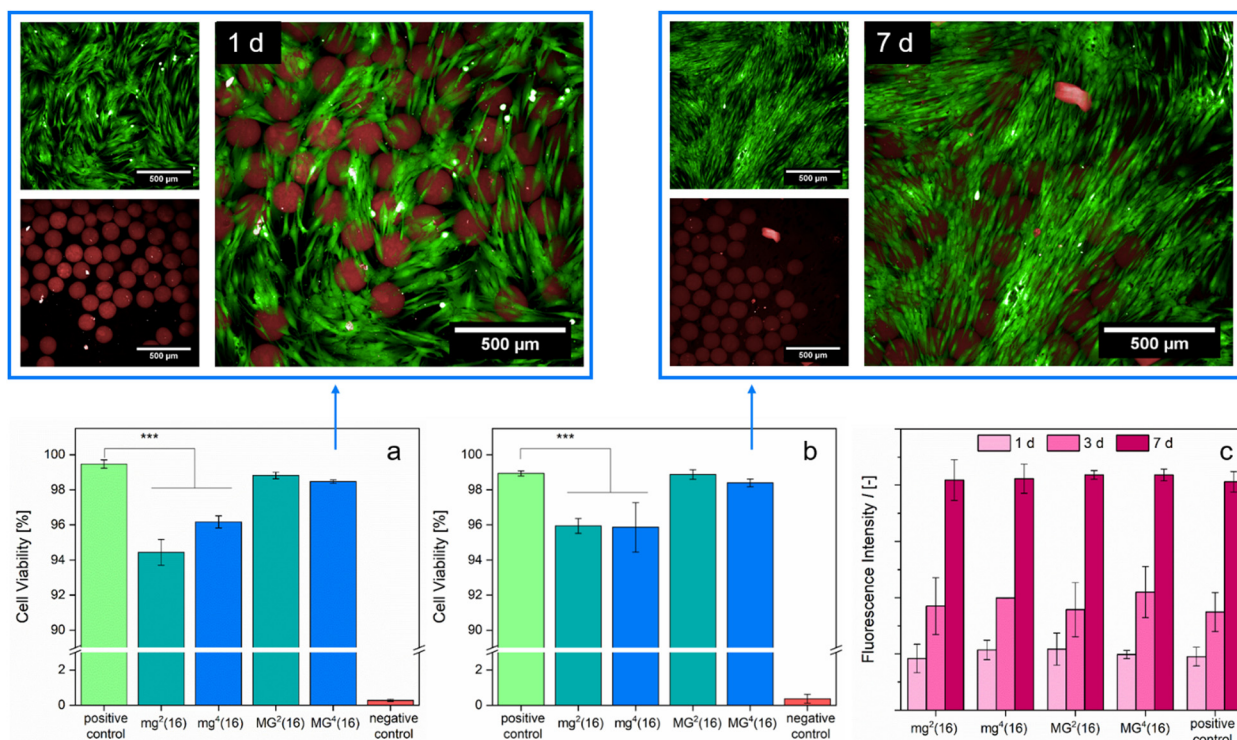 1 d
500 µm
500 µm
500 µm
7 d
500 µm
500 µm
500 µm
a
***
Cell Viability [%]
100
98
96
94
92
90
2
0
positive control
mg²(16)
mg⁴(16)
MG²(16)
MG⁴(16)
negative control
b
***
Cell Viability [%]
100
98
96
94
92
90
2
0
positive control
mg²(16)
mg⁴(16)
MG²(16)
MG⁴(16)
negative control
1 d 3 d 7 d
c
Fluorescence Intensity / [-]
mg²(16)
mg⁴(16)
MG²(16)
MG⁴(16)
positive control